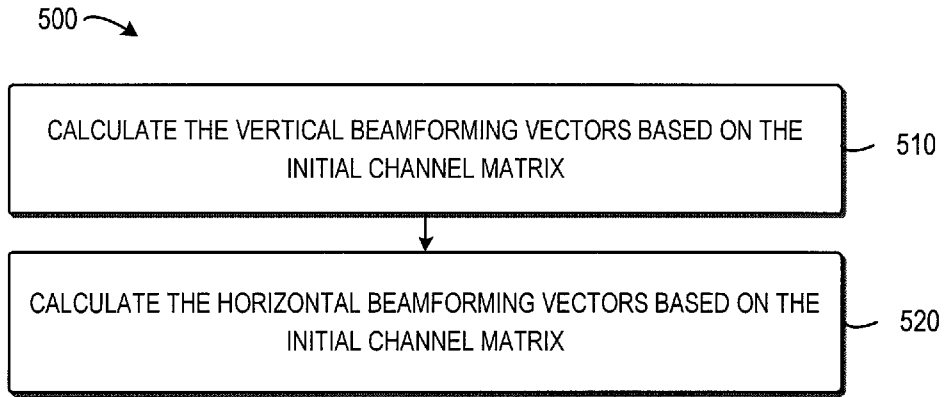 500
CALCULATE THE VERTICAL BEAMFORMING VECTORS BASED ON THE
INITIAL CHANNEL MATRIX
510
CALCULATE THE HORIZONTAL BEAMFORMING VECTORS BASED ON THE
INITIAL CHANNEL MATRIX
520